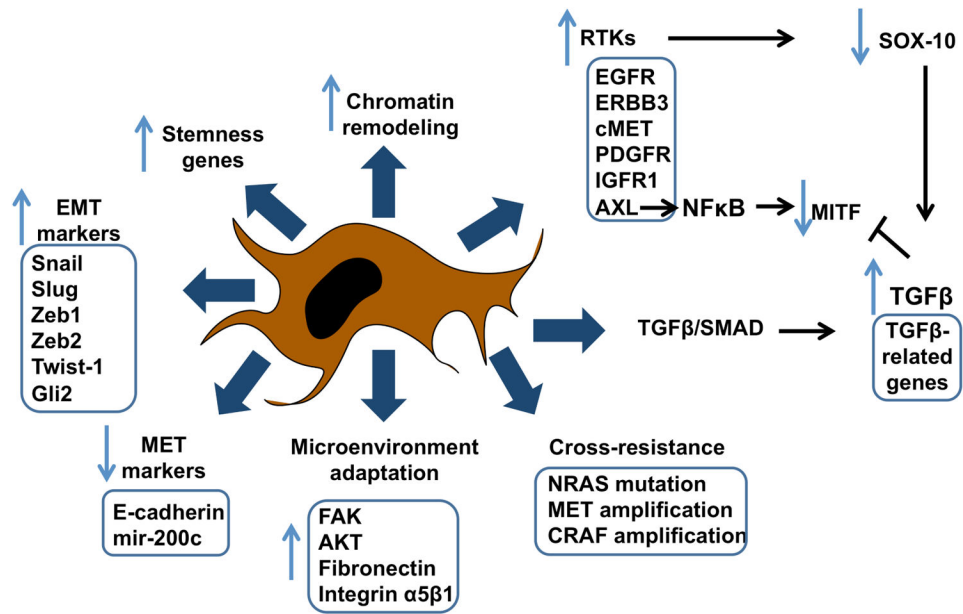 RTKs
SOX-10
EGFR
ERBB3
cMET
PDGFR
IGFR1
AXL
NFκB
MITF
Chromatin
remodeling
Stemness
genes
EMT
markers
Snail
Slug
Zeb1
Zeb2
Twist-1
Gli2
TGFβ/SMAD
TGFβ
TGFβ-
related
genes
MET
markers
E-cadherin
mir-200c
Microenvironment
adaptation
FAK
AKT
Fibronectin
Integrin α5β1
Cross-resistance
NRAS mutation
MET amplification
CRAF amplification